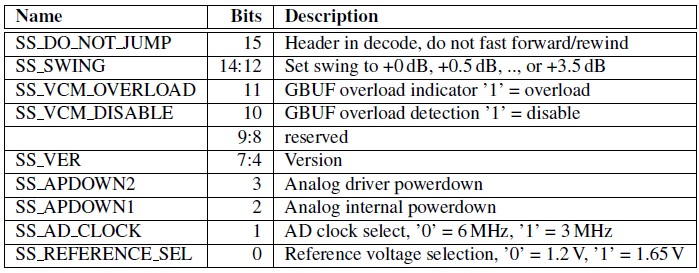 Name Bits Description
SS_DO_NOT_JUMP 15 Header in decode, do not fast forward/rewind
SS_SWING 14:12 Set swing to +0 dB, +0.5 dB, .., or +3.5 dB
SS_VCM_OVERLOAD 11 GBUF overload indicator ’1’ = overload
SS_VCM_DISABLE 10 GBUF overload detection ’1’ = disable
9:8 reserved
SS_VER 7:4 Version
SS_APDOWN2 3 Analog driver powerdown
SS_APDOWN1 2 Analog internal powerdown
SS_AD_CLOCK 1 AD clock select, ’0’ = 6 MHz, ’1’ = 3 MHz
SS_REFERENCE_SEL 0 Reference voltage selection, ’0’ = 1.2 V, ’1’ = 1.65 V